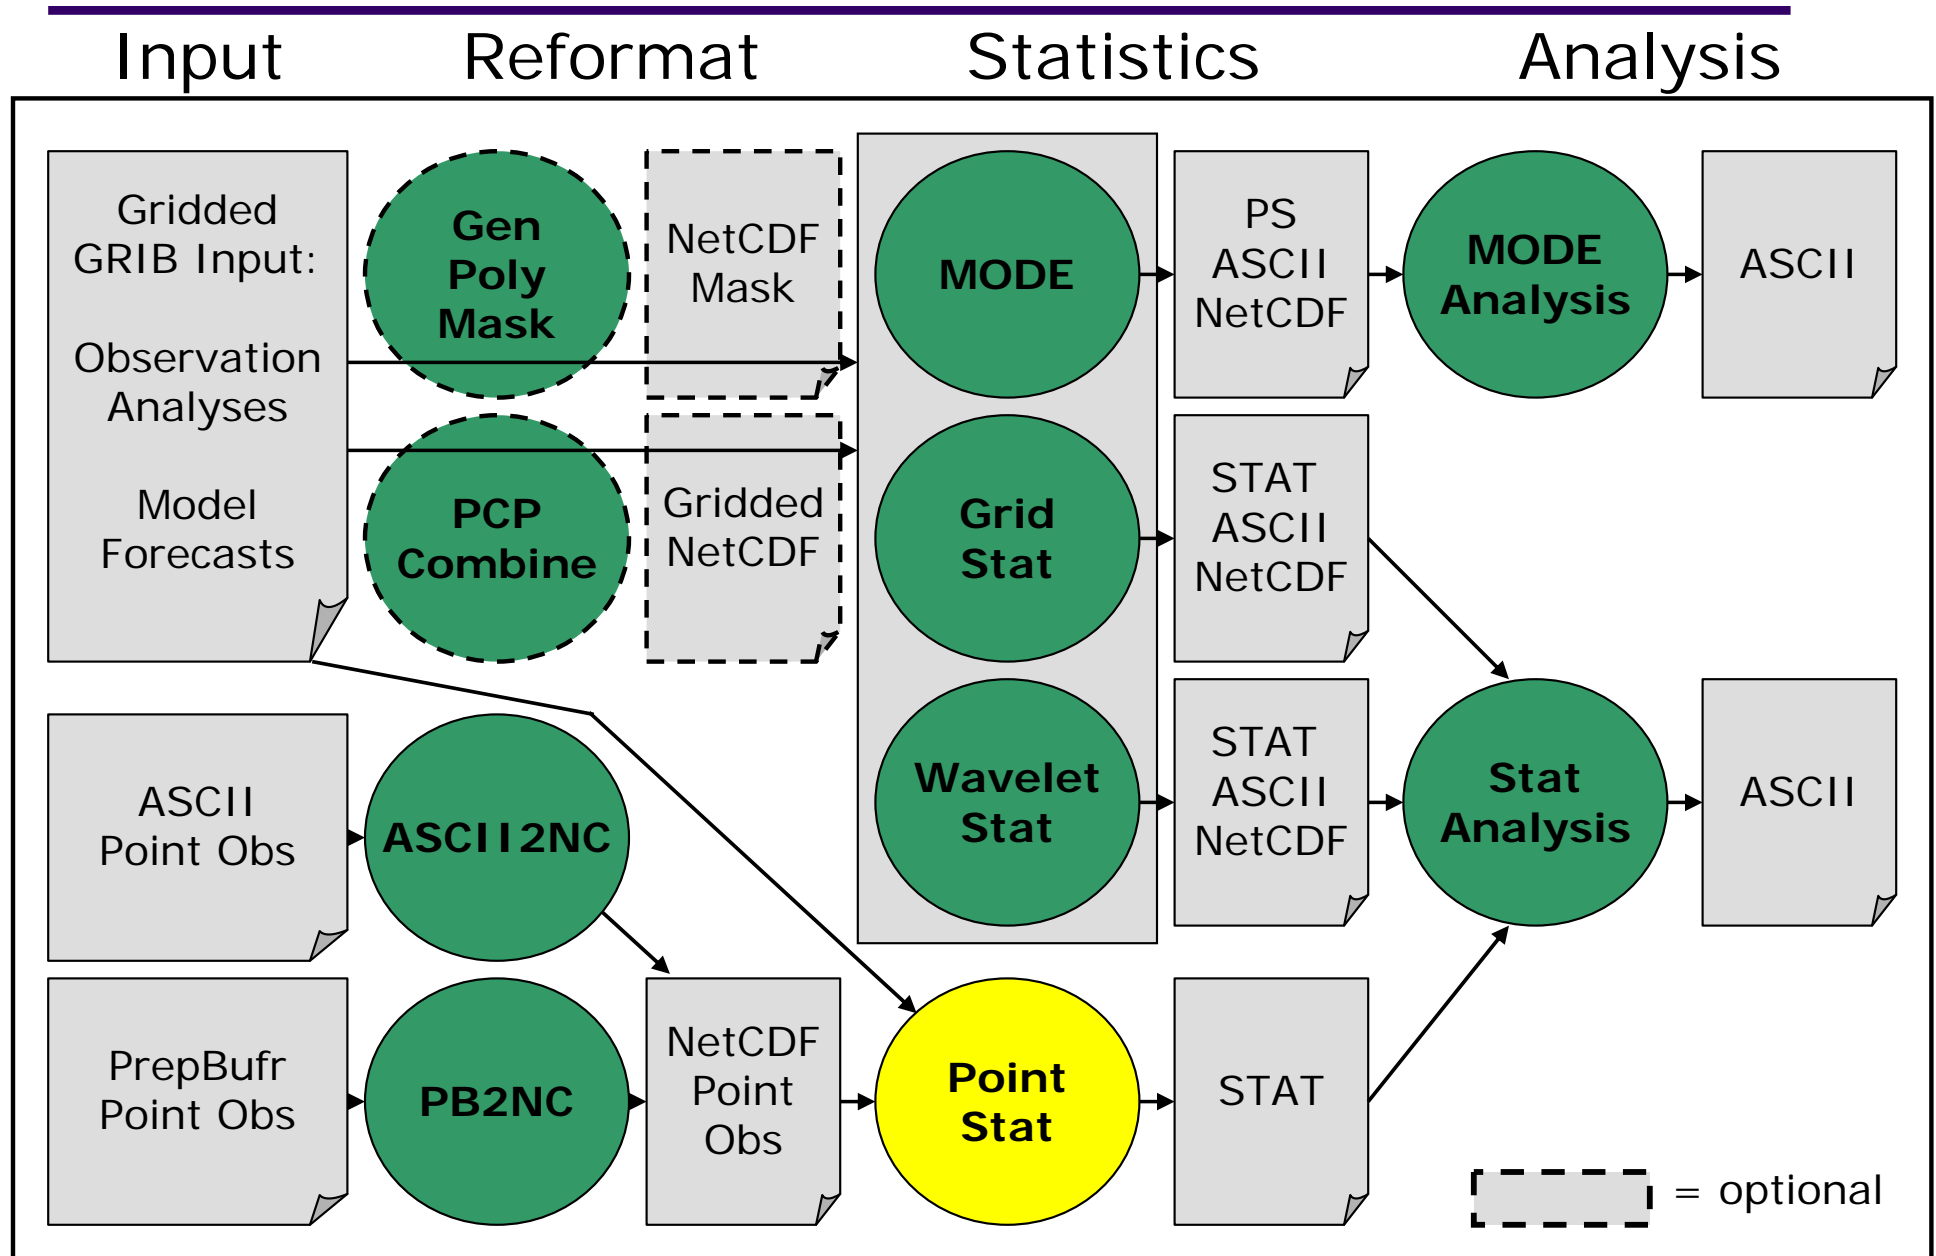 Input
Reformat
Statistics
Analysis
Gridded
GRIB Input:
Observation
Analyses
Model
Forecasts
Gen
Poly
Mask
NetCDF
Mask
MODE
PS
ASCII
NetCDF
MODE
Analysis
ASCII
PCP
Combine
Gridded
NetCDF
Grid
Stat
STAT
ASCII
NetCDF
ASCII
Point Obs
ASCII2NC
Wavelet
Stat
STAT
ASCII
NetCDF
Stat
Analysis
ASCII
PrepBufr
Point Obs
PB2NC
NetCDF
Point
Obs
Point
Stat
STAT
= optional